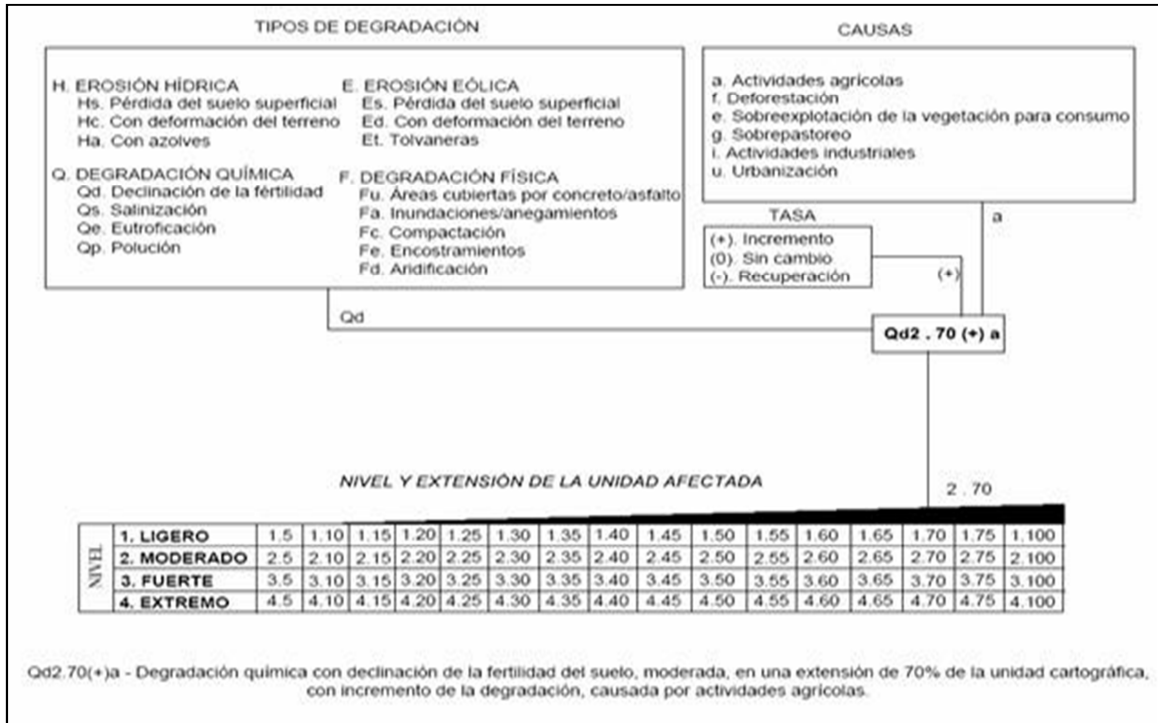 TIPOS DE DEGRADACIÓN
H. EROSIÓN HÍDRICA
Hs. Pérdida del suelo superficial
Hc. Con deformación del terreno
Ha. Con azolves
E. EROSIÓN EÓLICA
Es. Pérdida del suelo superficial
Ed. Con deformación del terreno
Et. Tolvaneras
Q. DEGRADACIÓN QUÍMICA
Qd. Declinación de la fértilidad
Qs. Salinización
Qe. Eutroficación
Qp. Polución
F. DEGRADACIÓN FÍSICA
Fu. Áreas cubiertas por concreto/asfalto
Fa. Inundaciones/anegamientos
Fc. Compactación
Fe. Encostramientos
Fd. Aridificación
CAUSAS
a. Actividades agrícolas
f. Deforestación
e. Sobreexplotación de la vegetación para consumo
g. Sobrepastoreo
i. Actividades industriales
u. Urbanización
TASA
(+). Incremento
(0). Sin cambio
(-). Recuperación
a
(+)
Qd
Qd2 . 70 (+) a
NIVEL Y EXTENSIÓN DE LA UNIDAD AFECTADA
2 . 70
NIVEL
1. LIGERO 1.5 1.10 1.15 1.20 1.25 1.30 1.35 1.40 1.45 1.50 1.55 1.60 1.65 1.70 1.75 1.100
2. MODERADO 2.5 2.10 2.15 2.20 2.25 2.30 2.35 2.40 2.45 2.50 2.55 2.60 2.65 2.70 2.75 2.100
3. FUERTE 3.5 3.10 3.15 3.20 3.25 3.30 3.35 3.40 3.45 3.50 3.55 3.60 3.65 3.70 3.75 3.100
4. EXTREMO 4.5 4.10 4.15 4.20 4.25 4.30 4.35 4.40 4.45 4.50 4.55 4.60 4.65 4.70 4.75 4.100
Qd2.70(+)a - Degradación química con declinación de la fertilidad del suelo, moderada, en una extensión de 70% de la unidad cartográfica,
con incremento de la degradación, causada por actividades agrícolas.